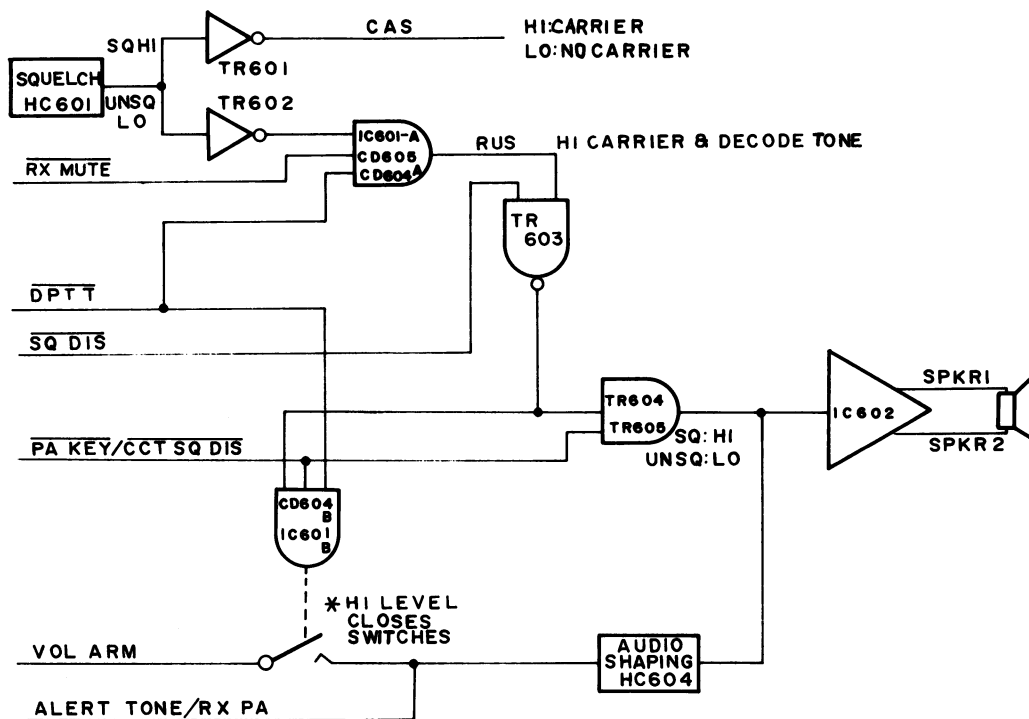 CAS
HI:CARRIER
LO:NO CARRIER
SQHI
TR601
SQUELCH
HC601
UNSQ
LO
TR602
IC601-A
CD605
CD604A
RUS
HI CARRIER & DECODE TONE
RX MUTE
TR
603
DPTT
SQ DIS
SPKR1
TR604
TR605
IC602
SQ:HI
UNSQ:LO
SPKR2
PA KEY/CCT SQ DIS
CD604
B
IC601
B
*HI LEVEL
CLOSES
SWITCHES
VOL ARM
AUDIO
SHAPING
HC604
ALERT TONE/RX PA